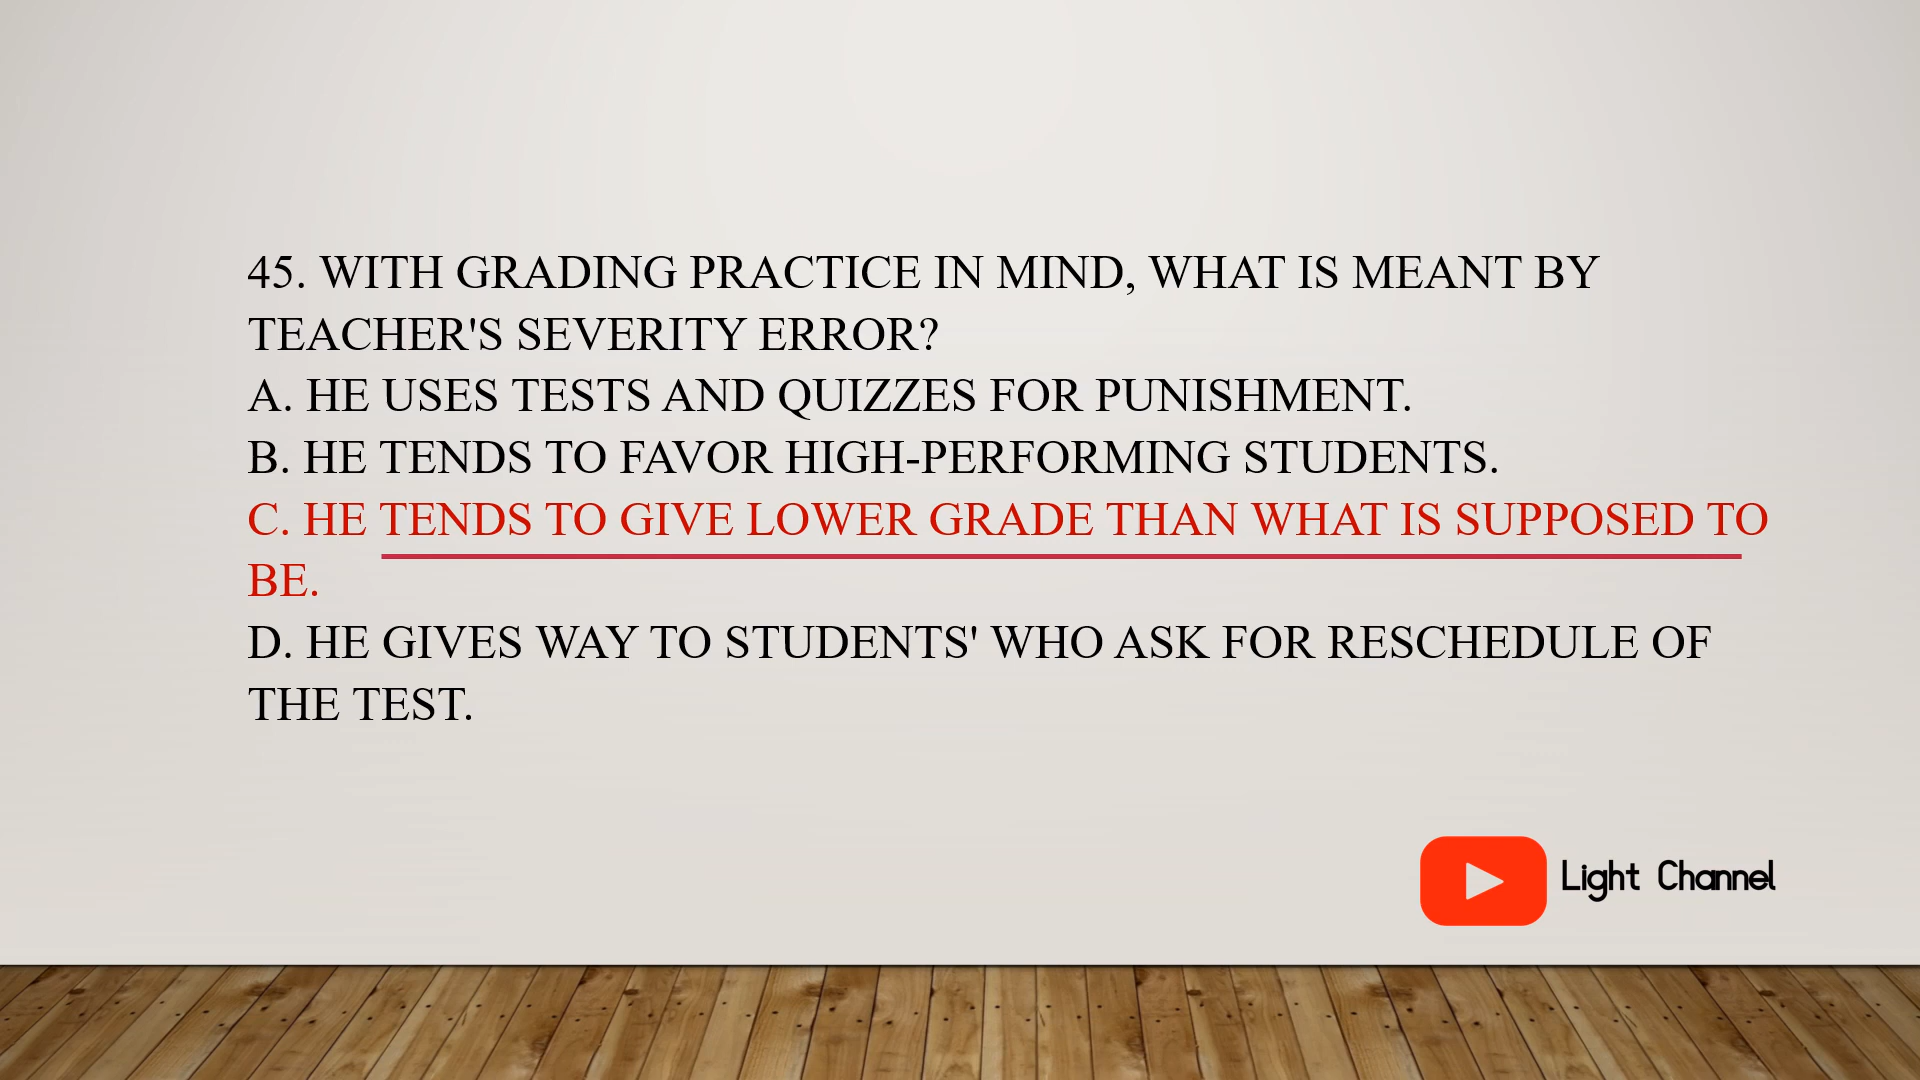 45. WITH GRADING PRACTICE IN MIND, WHAT IS MEANT BY
TEACHER'S SEVERITY ERROR?
A. HE USES TESTS AND QUIZZES FOR PUNISHMENT.
B. HE TENDS TO FAVOR HIGH-PERFORMING STUDENTS.
C. HE TENDS TO GIVE LOWER GRADE THAN WHAT IS SUPPOSED TO
BE.
D. HE GIVES WAY TO STUDENTS' WHO ASK FOR RESCHEDULE OF
THE TEST.
Light Channel